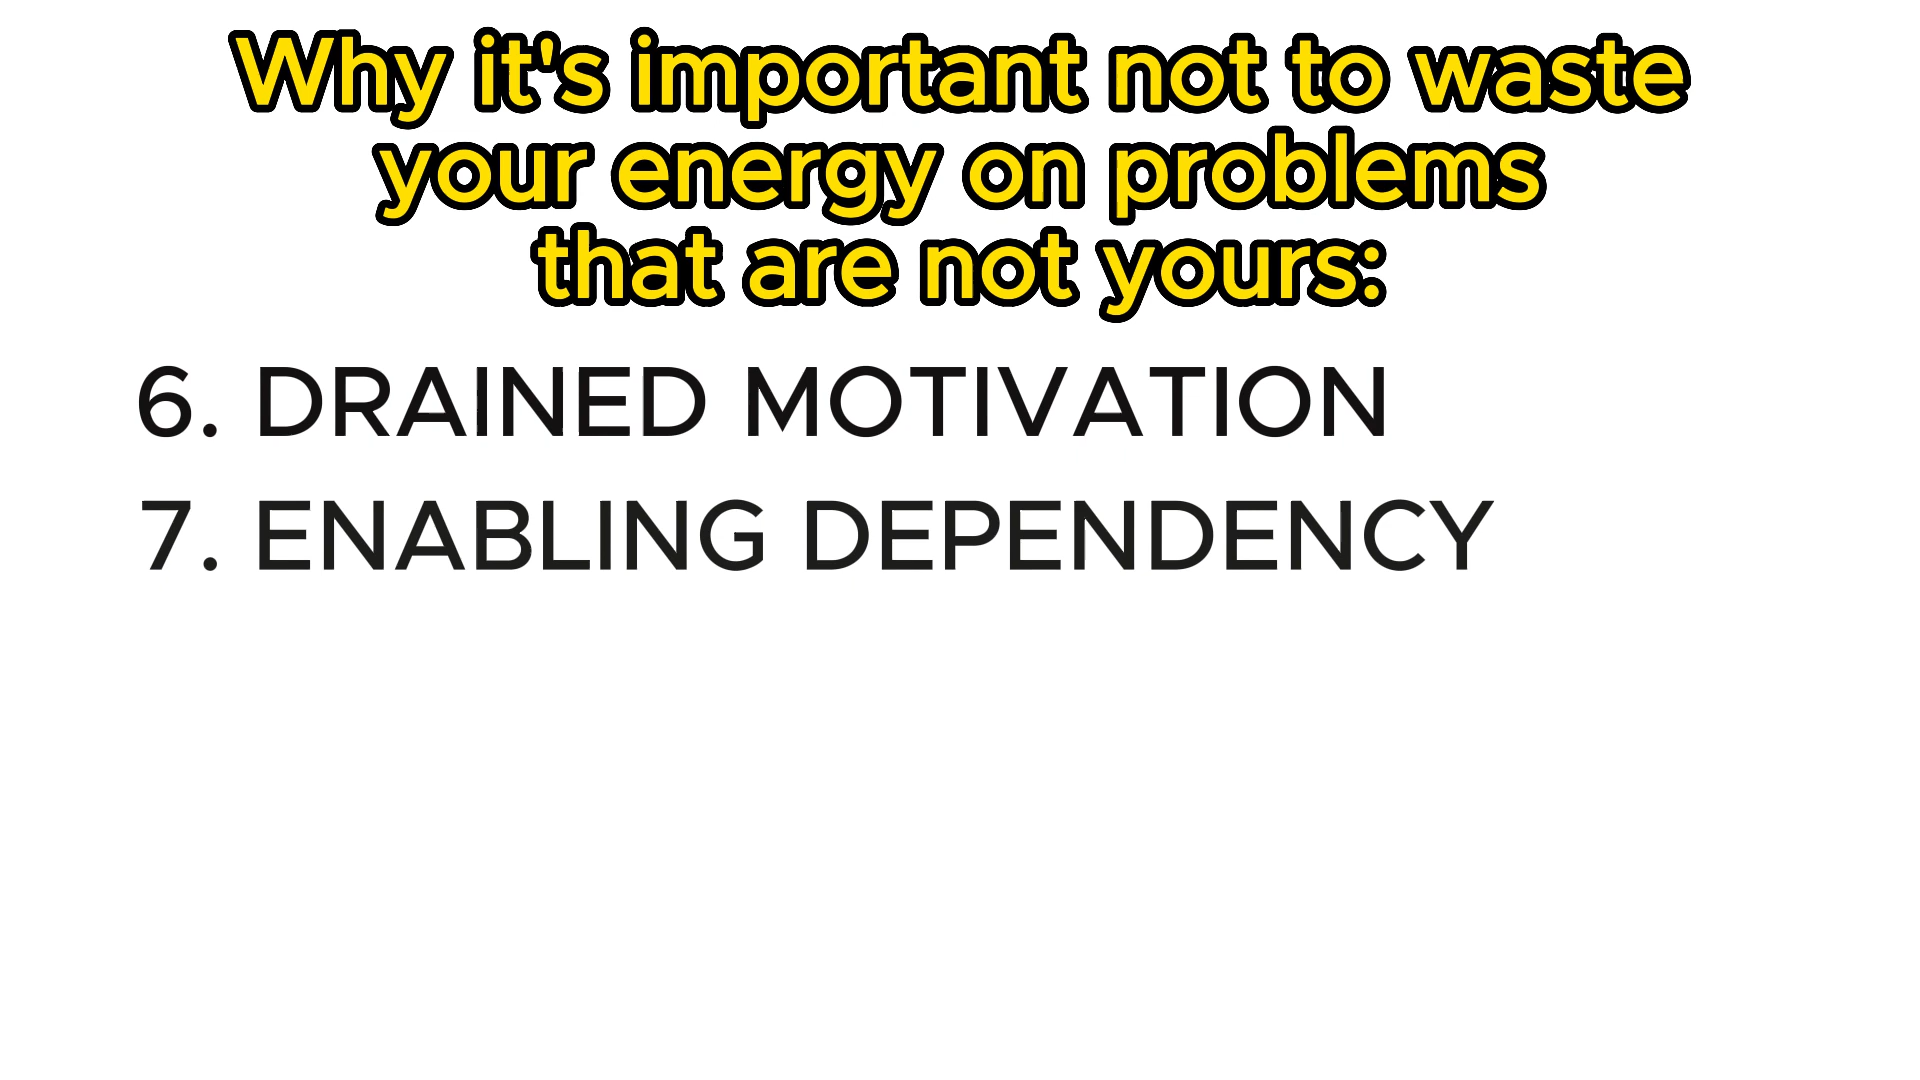 Why it's important not to waste
your energy on problems
that are not yours:
6. DRAINED MOTIVATION
7. ENABLING DEPENDENCY